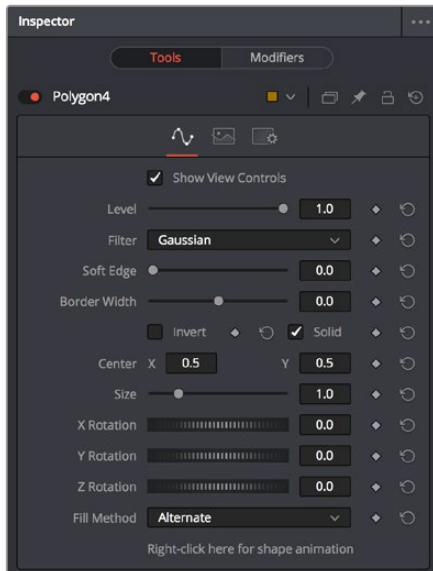 Inspector
Tools Modifiers
Polygon4
Show View Controls
Level 1.0
Filter Gaussian
Soft Edge 0.0
Border Width 0.0
Invert Solid
Center X 0.5 Y 0.5
Size 1.0
X Rotation 0.0
Y Rotation 0.0
Z Rotation 0.0
Fill Method Alternate
Right-click here for shape animation